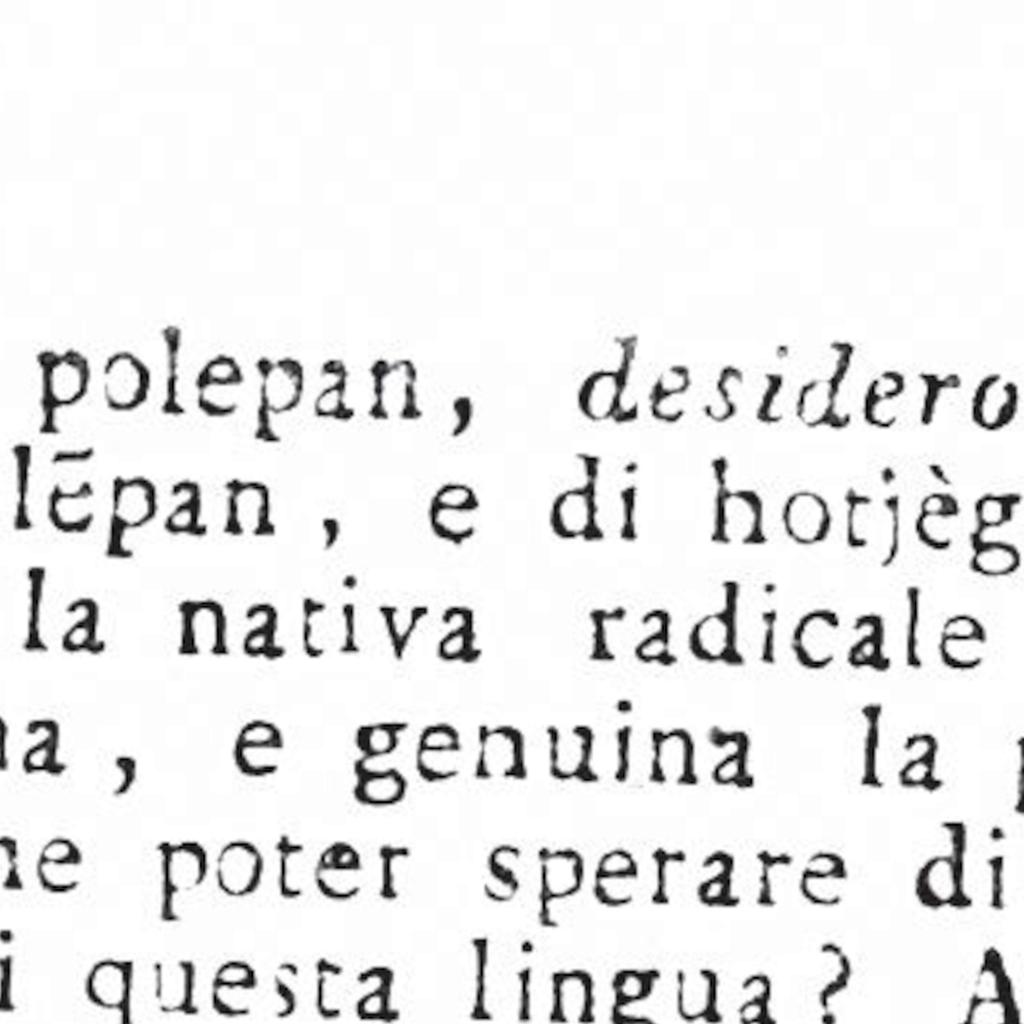 polepan, desidero
lēpan, e di hotjèg
la nativa radicale
na, e genuina la
ne poter sperare di
i questa lingua? A